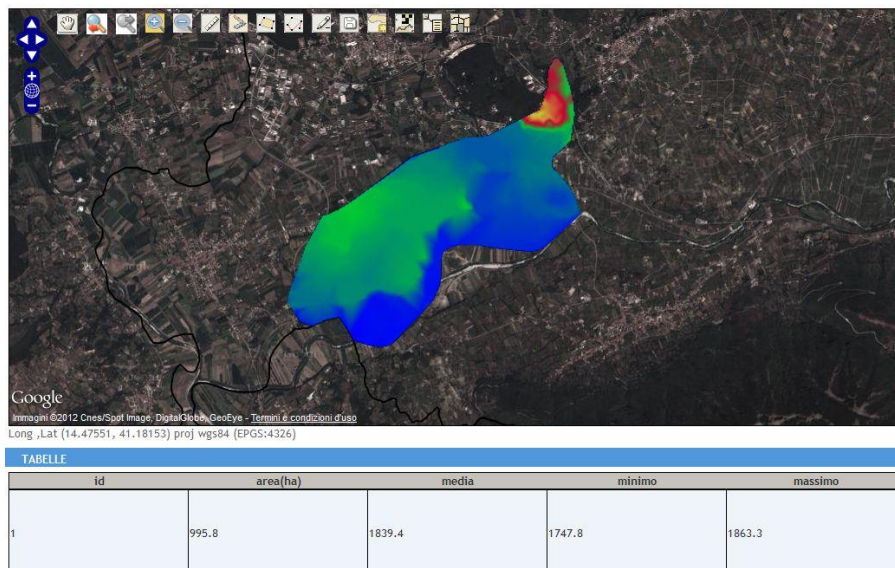 Google
Immagini ©2012 Cnes/Spot Image, DigitalGlobe, GeoEye - Termini e condizioni d'uso
Long ,Lat (14.47551, 41.18153) proj wgs84 (EPGS:4326)
TABELLE
id area(ha) media minimo massimo
1 995.8 1839.4 1747.8 1863.3